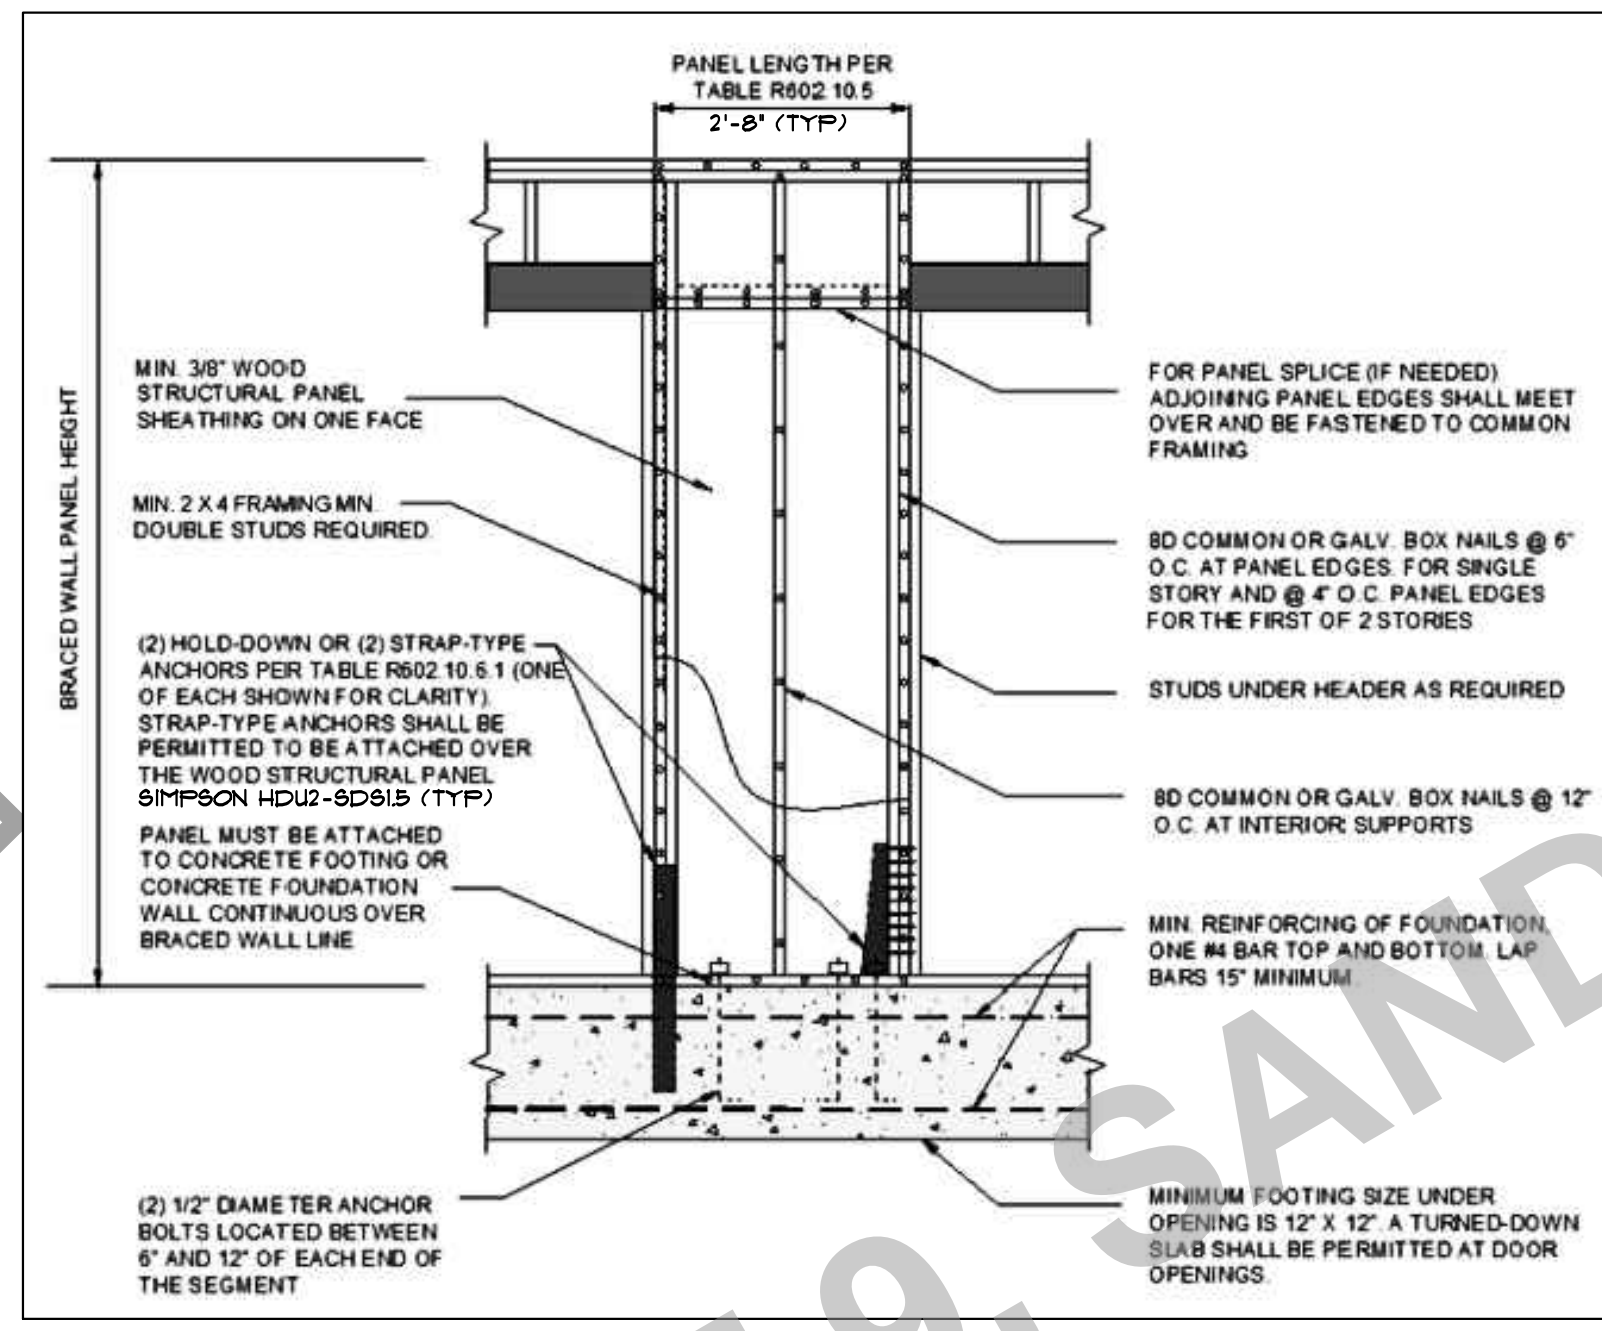 PANEL LENGTH PER
TABLE R602.10.5
2'-8" (TYP)
BRACED WALL PANEL HEIGHT
MIN. 3/8" WOOD
STRUCTURAL PANEL
SHEATHING ON ONE FACE
MIN. 2 X 4 FRAMING MIN.
DOUBLE STUDS REQUIRED.
(2) HOLD-DOWN OR (2) STRAP-TYPE
ANCHORS PER TABLE R602.10.6.1 (ONE
OF EACH SHOWN FOR CLARITY).
STRAP-TYPE ANCHORS SHALL BE
PERMITTED TO BE ATTACHED OVER
THE WOOD STRUCTURAL PANEL
SIMPSON HDU2-SDS1.5 (TYP)
PANEL MUST BE ATTACHED
TO CONCRETE FOOTING OR
CONCRETE FOUNDATION
WALL CONTINUOUS OVER
BRACED WALL LINE
(2) 1/2" DIAMETER ANCHOR
BOLTS LOCATED BETWEEN
6" AND 12" OF EACH END OF
THE SEGMENT
FOR PANEL SPLICE (IF NEEDED)
ADJOINING PANEL EDGES SHALL MEET
OVER AND BE FASTENED TO COMMON
FRAMING
8D COMMON OR GALV. BOX NAILS @ 6"
O.C. AT PANEL EDGES. FOR SINGLE
STORY AND @ 4" O.C. PANEL EDGES
FOR THE FIRST OF 2 STORIES
STUDS UNDER HEADER AS REQUIRED
8D COMMON OR GALV. BOX NAILS @ 12"
O.C. AT INTERIOR SUPPORTS
MIN. REINFORCING OF FOUNDATION,
ONE #4 BAR TOP AND BOTTOM. LAP
BARS 15" MINIMUM.
MINIMUM FOOTING SIZE UNDER
OPENING IS 12" X 12". A TURNED-DOWN
SLAB SHALL BE PERMITTED AT DOOR
OPENINGS.
9, SAND